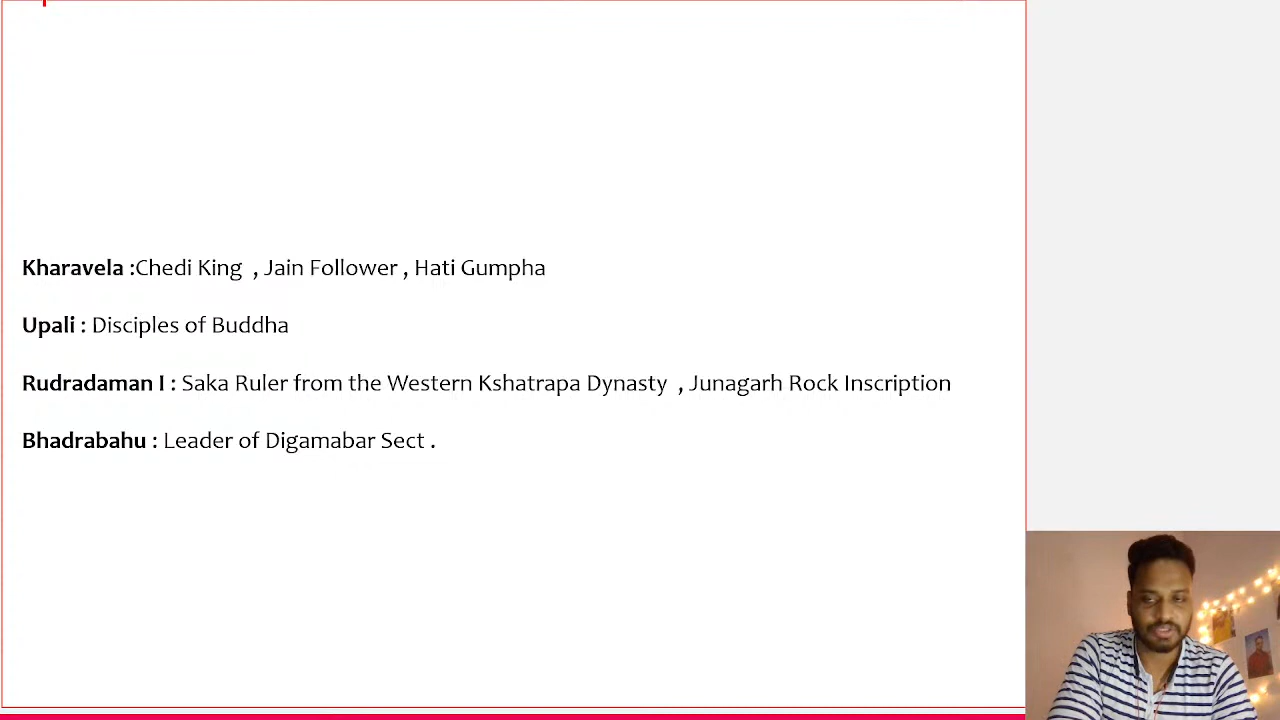 Kharavela :Chedi King , Jain Follower , Hati Gumpha
Upali : Disciples of Buddha
Rudradaman I : Saka Ruler from the Western Kshatrapa Dynasty , Junagarh Rock Inscription
Bhadrabahu : Leader of Digamabar Sect .